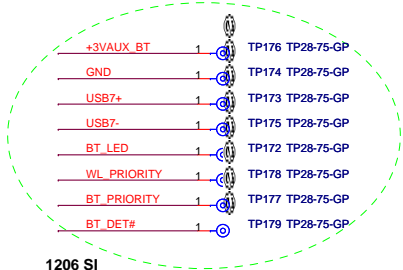 +3VAUX_BT 1 TP176 TP28-75-GP
GND 1 TP174 TP28-75-GP
USB7+ 1 TP173 TP28-75-GP
USB7- 1 TP175 TP28-75-GP
BT_LED 1 TP172 TP28-75-GP
WL_PRIORITY 1 TP178 TP28-75-GP
BT_PRIORITY 1 TP177 TP28-75-GP
BT_DET# 1 TP179 TP28-75-GP
1206 SI